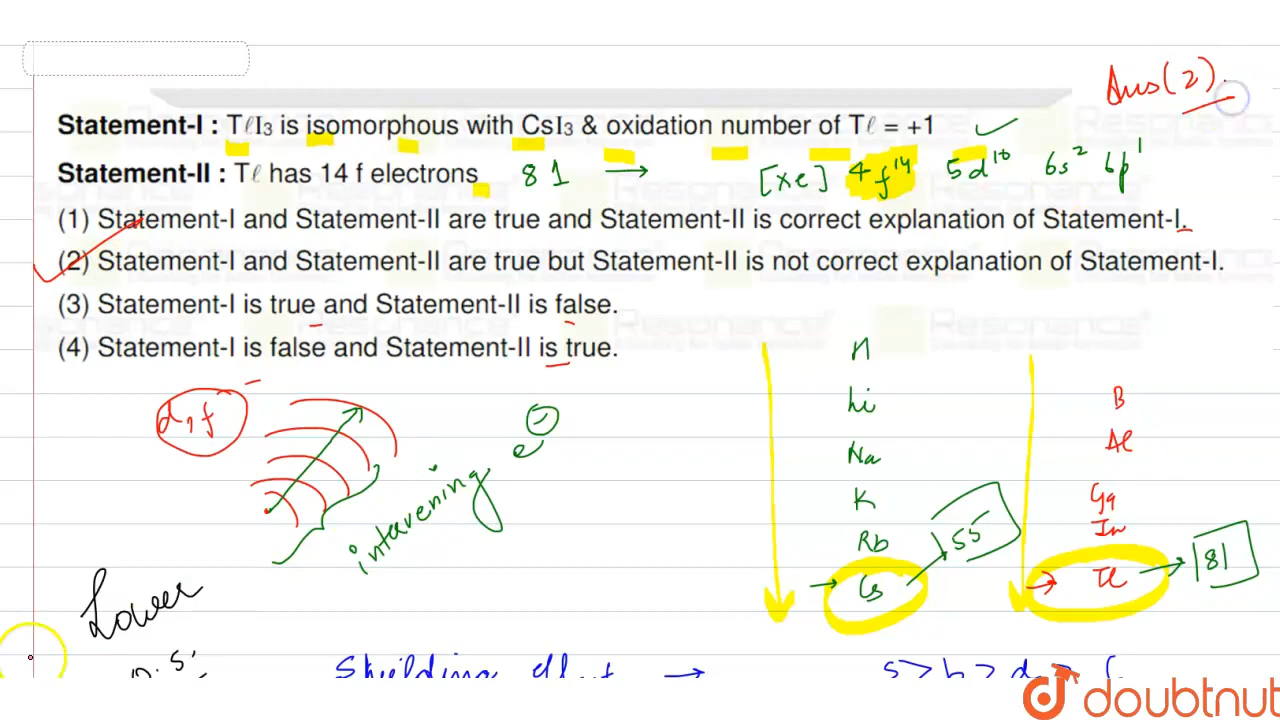 Ans (2).
Statement-I : TℓI₃ is isomorphous with CsI₃ & oxidation number of Tℓ = +1
Statement-II : Tℓ has 14 f electrons 81 → [Xe] 4f¹⁴ 5d¹⁰ 6s² 6p¹
(1) Statement-I and Statement-II are true and Statement-II is correct explanation of Statement-I.
(2) Statement-I and Statement-II are true but Statement-II is not correct explanation of Statement-I.
(3) Statement-I is true and Statement-II is false.
(4) Statement-I is false and Statement-II is true.
H
Li B
d, f Na Al
e⊖
K Ga
intervening Rb 55 In
Cs Tl → 81
Lower
Shielding → s > p > d > f
doubtnut